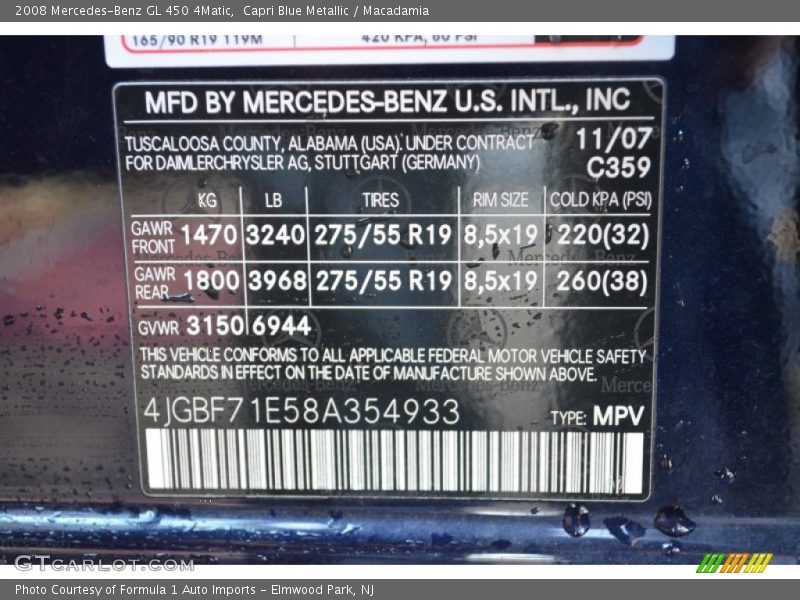 2008 Mercedes-Benz GL 450 4Matic,  Capri Blue Metallic / Macadamia
165/90 R19 119M 420 KPA, 60 PSI
MFD BY MERCEDES-BENZ U.S. INTL., INC
TUSCALOOSA COUNTY, ALABAMA (USA). UNDER CONTRACT 11/07
FOR DAIMLERCHRYSLER AG, STUTTGART (GERMANY) C359
KG LB TIRES RIM SIZE COLD KPA (PSI)
GAWR FRONT 1470 3240 275/55 R19 8,5x19 220(32)
GAWR REAR 1800 3968 275/55 R19 8,5x19 260(38)
GVWR 3150 6944
THIS VEHICLE CONFORMS TO ALL APPLICABLE FEDERAL MOTOR VEHICLE SAFETY
STANDARDS IN EFFECT ON THE DATE OF MANUFACTURE SHOWN ABOVE.
4JGBF71E58A354933 TYPE: MPV
GTCARLOT.COM
Photo Courtesy of Formula 1 Auto Imports - Elmwood Park, NJ